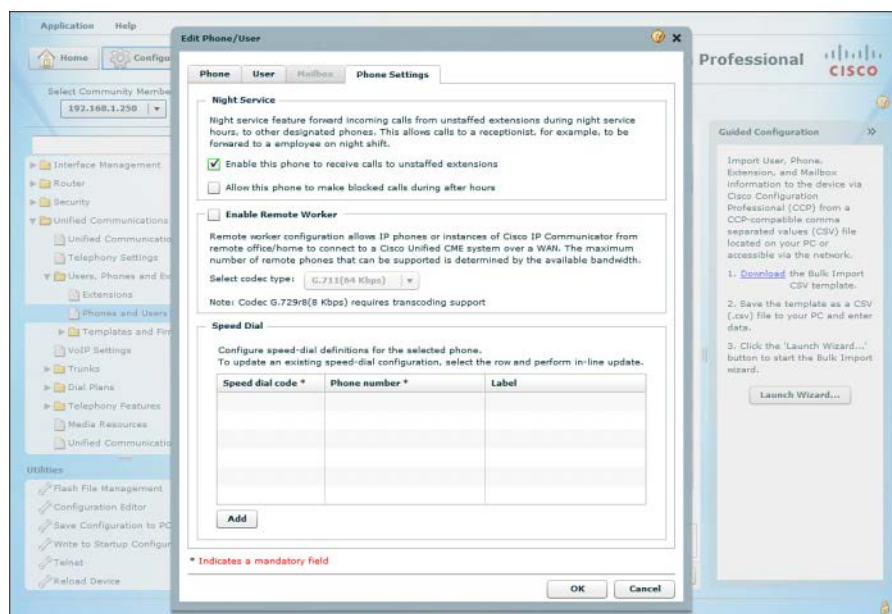 Application Help
Home Configu
Professional
CISCO
Select Community Membe
192.168.1.250
Interface Management
Router
Security
Unified Communications
Unified Communicatio
Telephony Settings
Users, Phones and Ex
Extensions
Phones and Users
Templates and Fir
VoIP Settings
Trunks
Dial Plans
Telephony Features
Media Resources
Unified Communicatio
Utilities
Flash File Management
Configuration Editor
Save Configuration to PC
Write to Startup Configur
Telnet
Reload Device
Edit Phone/User
Phone User Mailbox Phone Settings
Night Service
Night service feature forward incoming calls from unstaffed extensions during night service
hours, to other designated phones. This allows calls to a receptionist, for example, to be
forwared to a employee on night shift.
Enable this phone to receive calls to unstaffed extensions
Allow this phone to make blocked calls during after hours
Enable Remote Worker
Remote worker configuration allows IP phones or instances of Cisco IP Communicator from
remote office/home to connect to a Cisco Unified CME system over a WAN. The maximum
number of remote phones that can be supported is determined by the available bandwidth.
Select codec type: G.711(64 Kbps)
Note: Codec G.729r8(8 Kbps) requires transcoding support
Speed Dial
Configure speed-dial definitions for the selected phone.
To update an existing speed-dial configuration, select the row and perform in-line update.
Speed dial code * Phone number * Label
Add
* Indicates a mandatory field
OK Cancel
Guided Configuration »
Import User, Phone,
Extension, and Mailbox
information to the device via
Cisco Configuration
Professional (CCP) from a
CCP-compatible comma
separated values (CSV) file
located on your PC or
accessible via the network.
1. Download the Bulk Import
CSV template.
2. Save the template as a CSV
(.csv) file to your PC and enter
data.
3. Click the 'Launch Wizard...'
button to start the Bulk Import
wizard.
Launch Wizard...